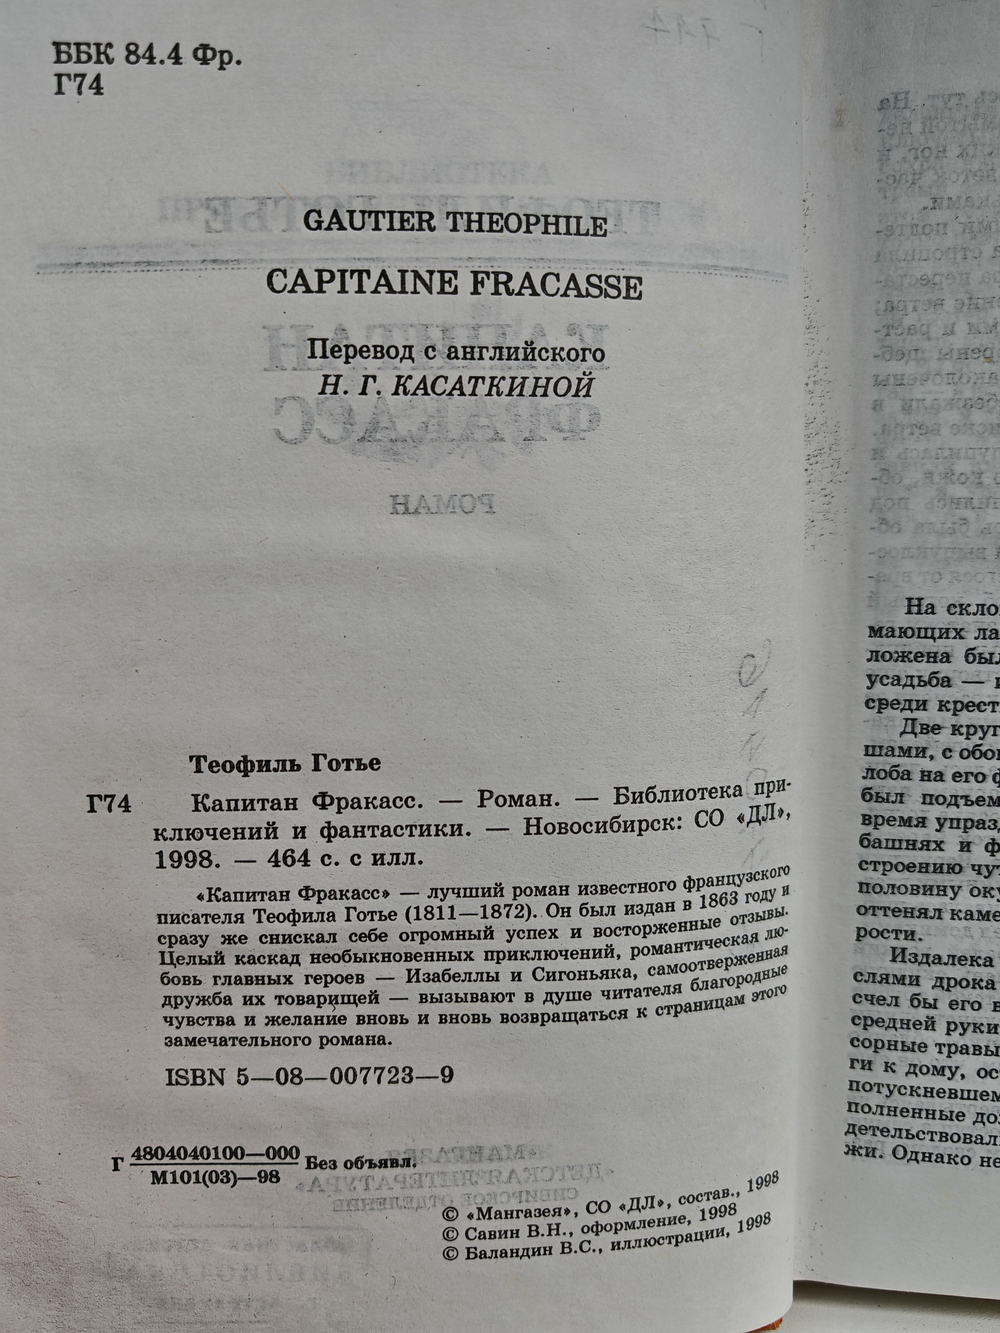 ББК 84.4 Фр.
Г74
GAUTIER THEOPHILE
CAPITAINE FRACASSE
Перевод с английского
Н. Г. КАСАТКИНОЙ
РОМАН
Теофиль Готье
Г74 Капитан Фракасс. — Роман. — Библиотека при-
ключений и фантастики. — Новосибирск: СО «ДЛ»,
1998. — 464 с. с илл.
«Капитан Фракасс» — лучший роман известного французского
писателя Теофила Готье (1811—1872). Он был издан в 1863 году и
сразу же снискал себе огромный успех и восторженные отзывы.
Целый каскад необыкновенных приключений, романтическая лю-
бовь главных героев — Изабеллы и Сигоньяка, самоотверженная
дружба их товарищей — вызывают в душе читателя благородные
чувства и желание вновь и вновь возвращаться к страницам этого
замечательного романа.
ISBN 5—08—007723—9
Г 4804040100—000 Без объявл.
М101(03)—98
© «Мангазея», СО «ДЛ», состав., 1998
© Савин В.Н., оформление, 1998
© Баландин В.С., иллюстрации, 1998
На скло
мающих ла
ложена был
усадьба —
среди крест
Две круг
шами, с обо
лоба на его ф
был подъем
время упраз
башнях и ф
строению чут
половину оку
оттенял каме
рости.
Издалека
слями дрока
счел бы его в
средней руки
сорные травы
ги к дому, ос
потускневшем
полненные до
детельствовал
жи. Однако не